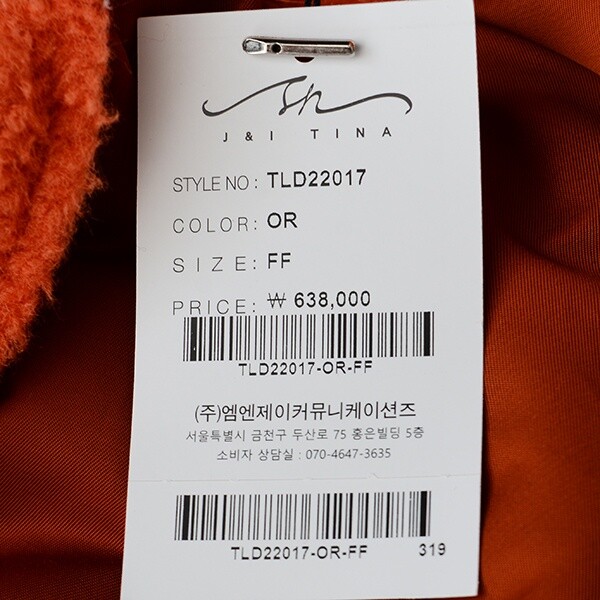 J & I TINA
STYLE NO : TLD22017
COLOR: OR
SIZE: FF
PRICE: ₩ 638,000
TLD22017-OR-FF
(주)엠엔제이커뮤니케이션즈
서울특별시 금천구 두산로 75 홍은빌딩 5층
소비자 상담실 : 070-4647-3635
TLD22017-OR-FF 319